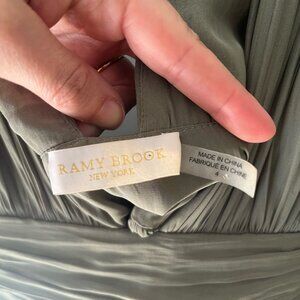 RAMY BROOK
NEW YORK
MADE IN CHINA
FABRIQUÉ EN CHINE
4